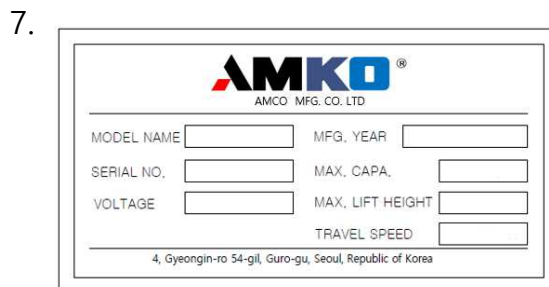 7.
AMKO ®
AMCO MFG. CO. LTD
MODEL NAME MFG, YEAR
SERIAL NO, MAX, CAPA,
VOLTAGE MAX, LIFT HEIGHT
TRAVEL SPEED
4, Gyeongin-ro 54-gil, Guro-gu, Seoul, Republic of Korea